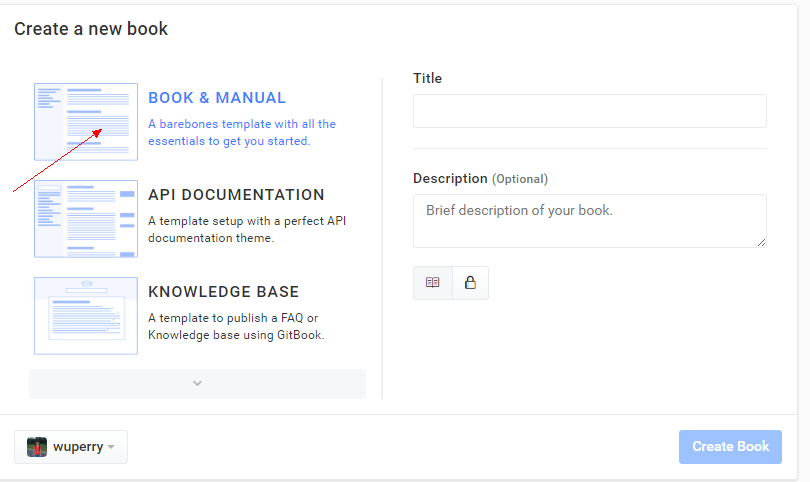 Create a new book
BOOK & MANUAL
A barebones template with all the
essentials to get you started.
API DOCUMENTATION
A template setup with a perfect API
documentation theme.
KNOWLEDGE BASE
A template to publish a FAQ or
Knowledge base using GitBook.
Title
Description (Optional)
Brief description of your book.
wuperry
Create Book